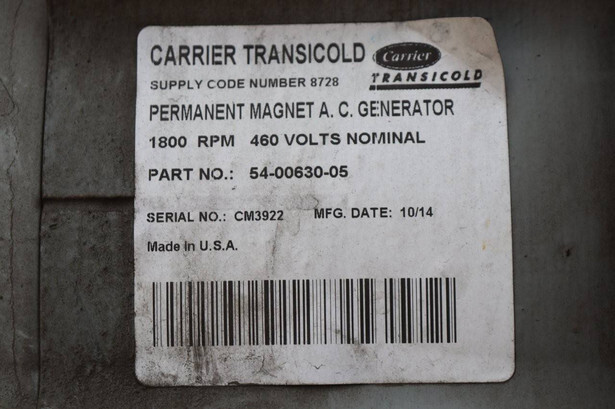 CARRIER TRANSICOLD
Carrier
TRANSICOLD
SUPPLY CODE NUMBER 8728
PERMANENT MAGNET A. C. GENERATOR
1800 RPM 460 VOLTS NOMINAL
PART NO.: 54-00630-05
SERIAL NO.: CM3922 MFG. DATE: 10/14
Made in U.S.A.